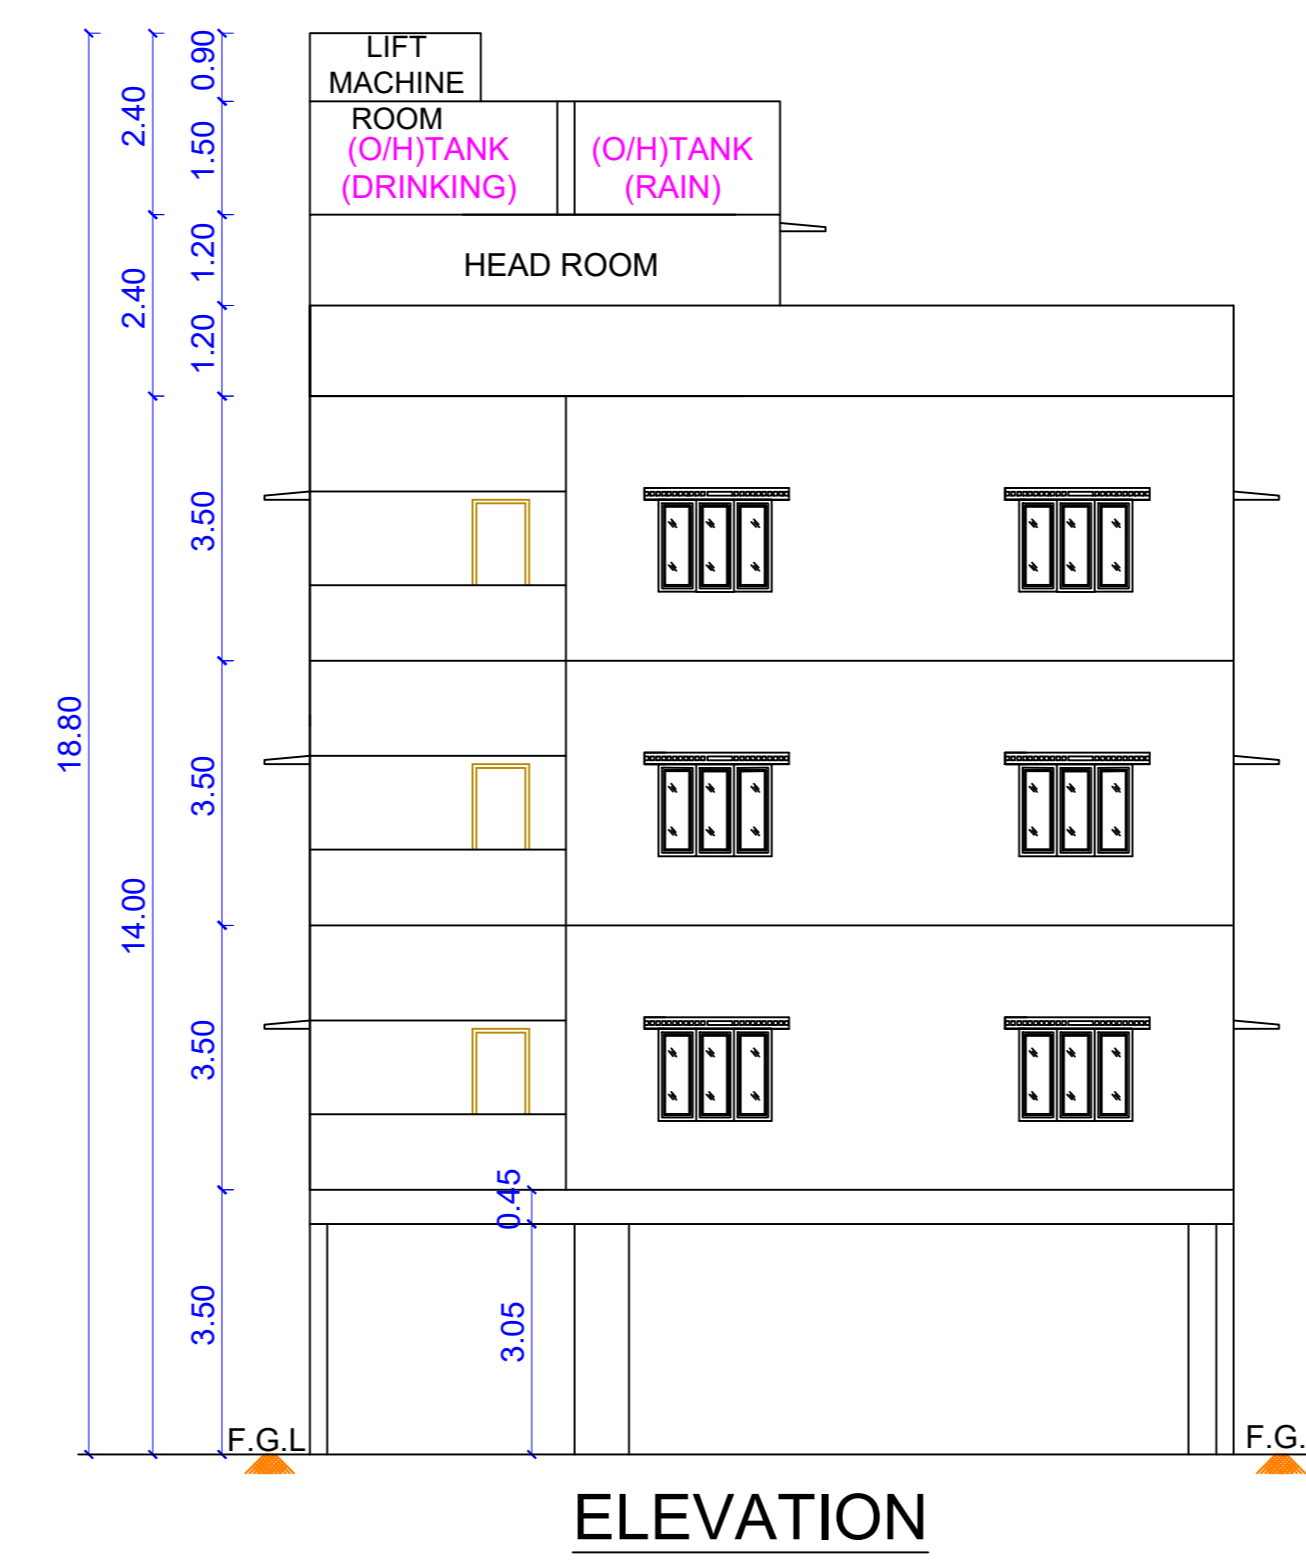 LIFT
MACHINE
ROOM
(O/H)TANK
(DRINKING)
(O/H)TANK
(RAIN)
HEAD ROOM
0.90
2.40
1.50
1.20
2.40
1.20
3.50
18.80
3.50
14.00
3.50
0.45
3.50
3.05
F.G.L
F.G.
ELEVATION